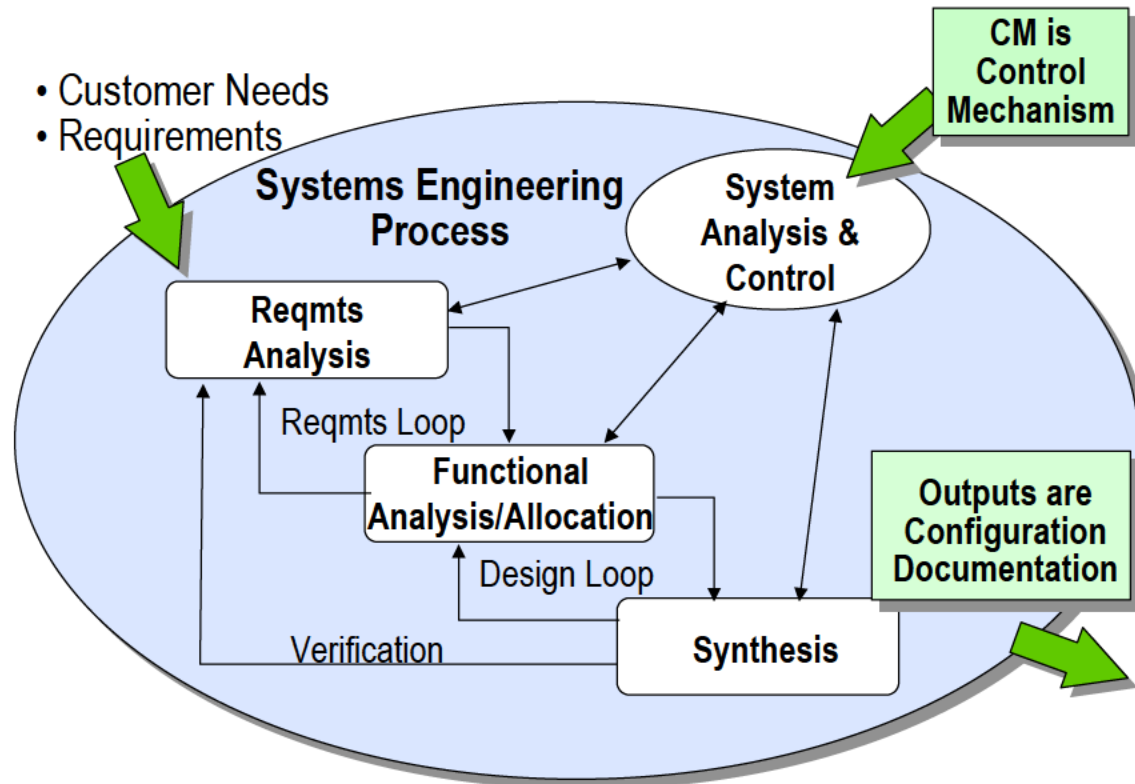 CM is
Control
Mechanism
• Customer Needs
• Requirements
Systems Engineering
Process
System
Analysis &
Control
Reqmts
Analysis
Reqmts Loop
Functional
Analysis/Allocation
Outputs are
Configuration
Documentation
Design Loop
Verification
Synthesis